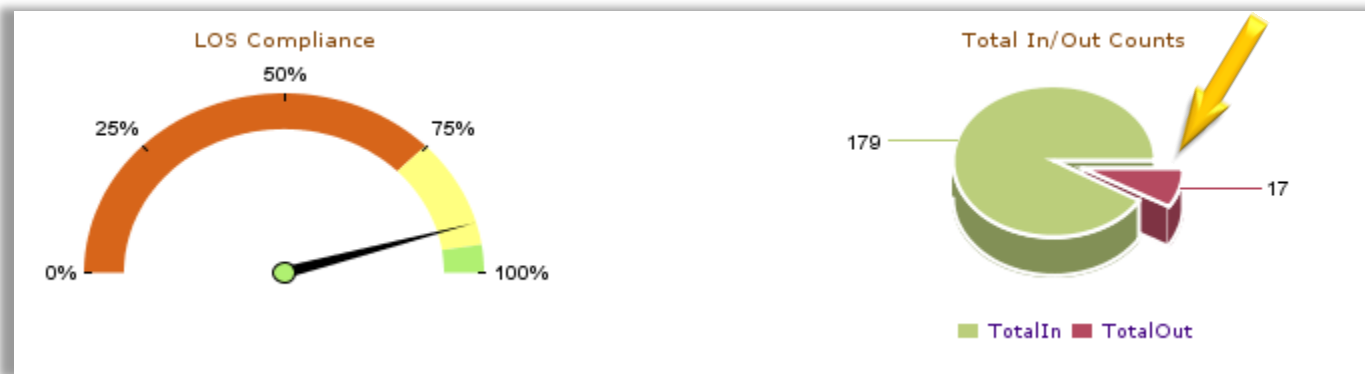 LOS Compliance
50%
25%
75%
0%
100%
Total In/Out Counts
179
17
TotalIn
TotalOut